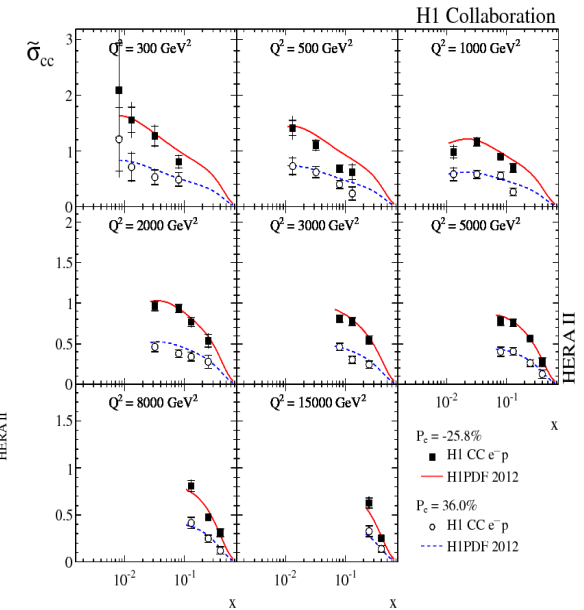 H1 Collaboration
σ̃cc
Q² = 300 GeV²
Q² = 500 GeV²
Q² = 1000 GeV²
3
2
1
0
Q² = 2000 GeV²
Q² = 3000 GeV²
Q² = 5000 GeV²
2
1.5
1
0.5
0
10⁻² 10⁻¹
x
HERA II
Q² = 8000 GeV²
Q² = 15000 GeV²
1.5
1
0.5
0
10⁻² 10⁻¹
x
10⁻² 10⁻¹
x
HERA II
Pₑ = -25.8%
H1 CC e⁻p
H1PDF 2012
Pₑ = 36.0%
H1 CC e⁻p
H1PDF 2012